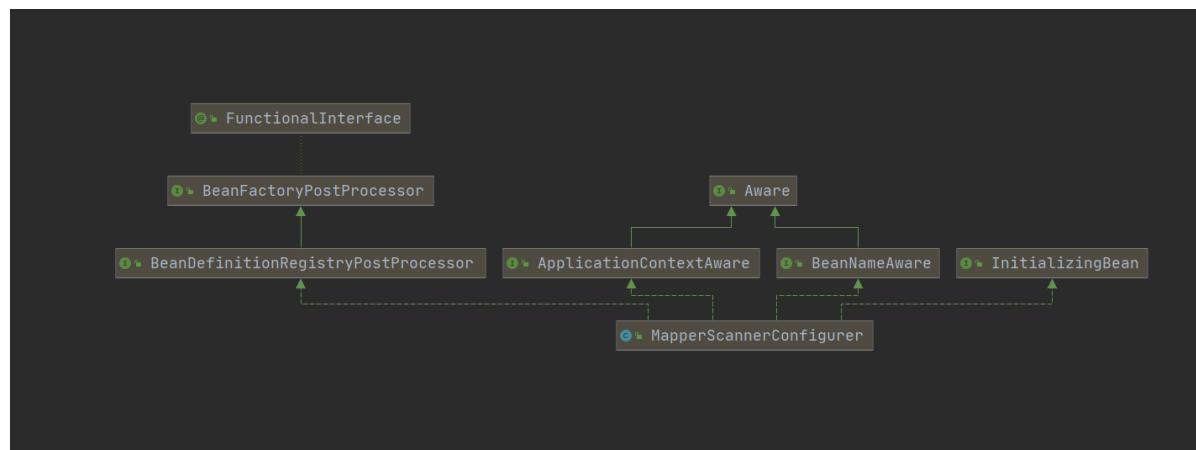 FunctionalInterface
BeanFactoryPostProcessor
Aware
BeanDefinitionRegistryPostProcessor
ApplicationContextAware
BeanNameAware
InitializingBean
MapperScannerConfigurer